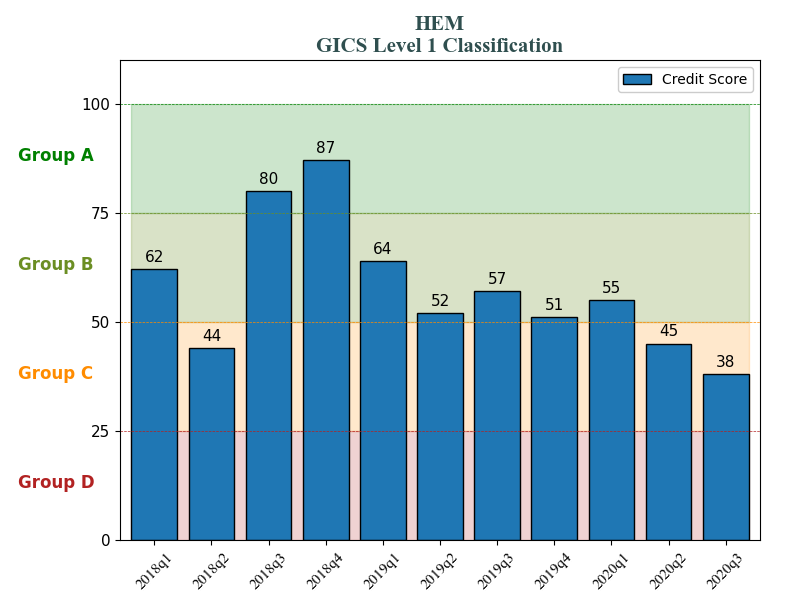 HEM
GICS Level 1 Classification
Credit Score
100
Group A
87
80
75
64
62
Group B
57
55
52
51
50
45
44
38
Group C
25
Group D
0
2018q1 2018q2 2018q3 2018q4 2019q1 2019q2 2019q3 2019q4 2020q1 2020q2 2020q3